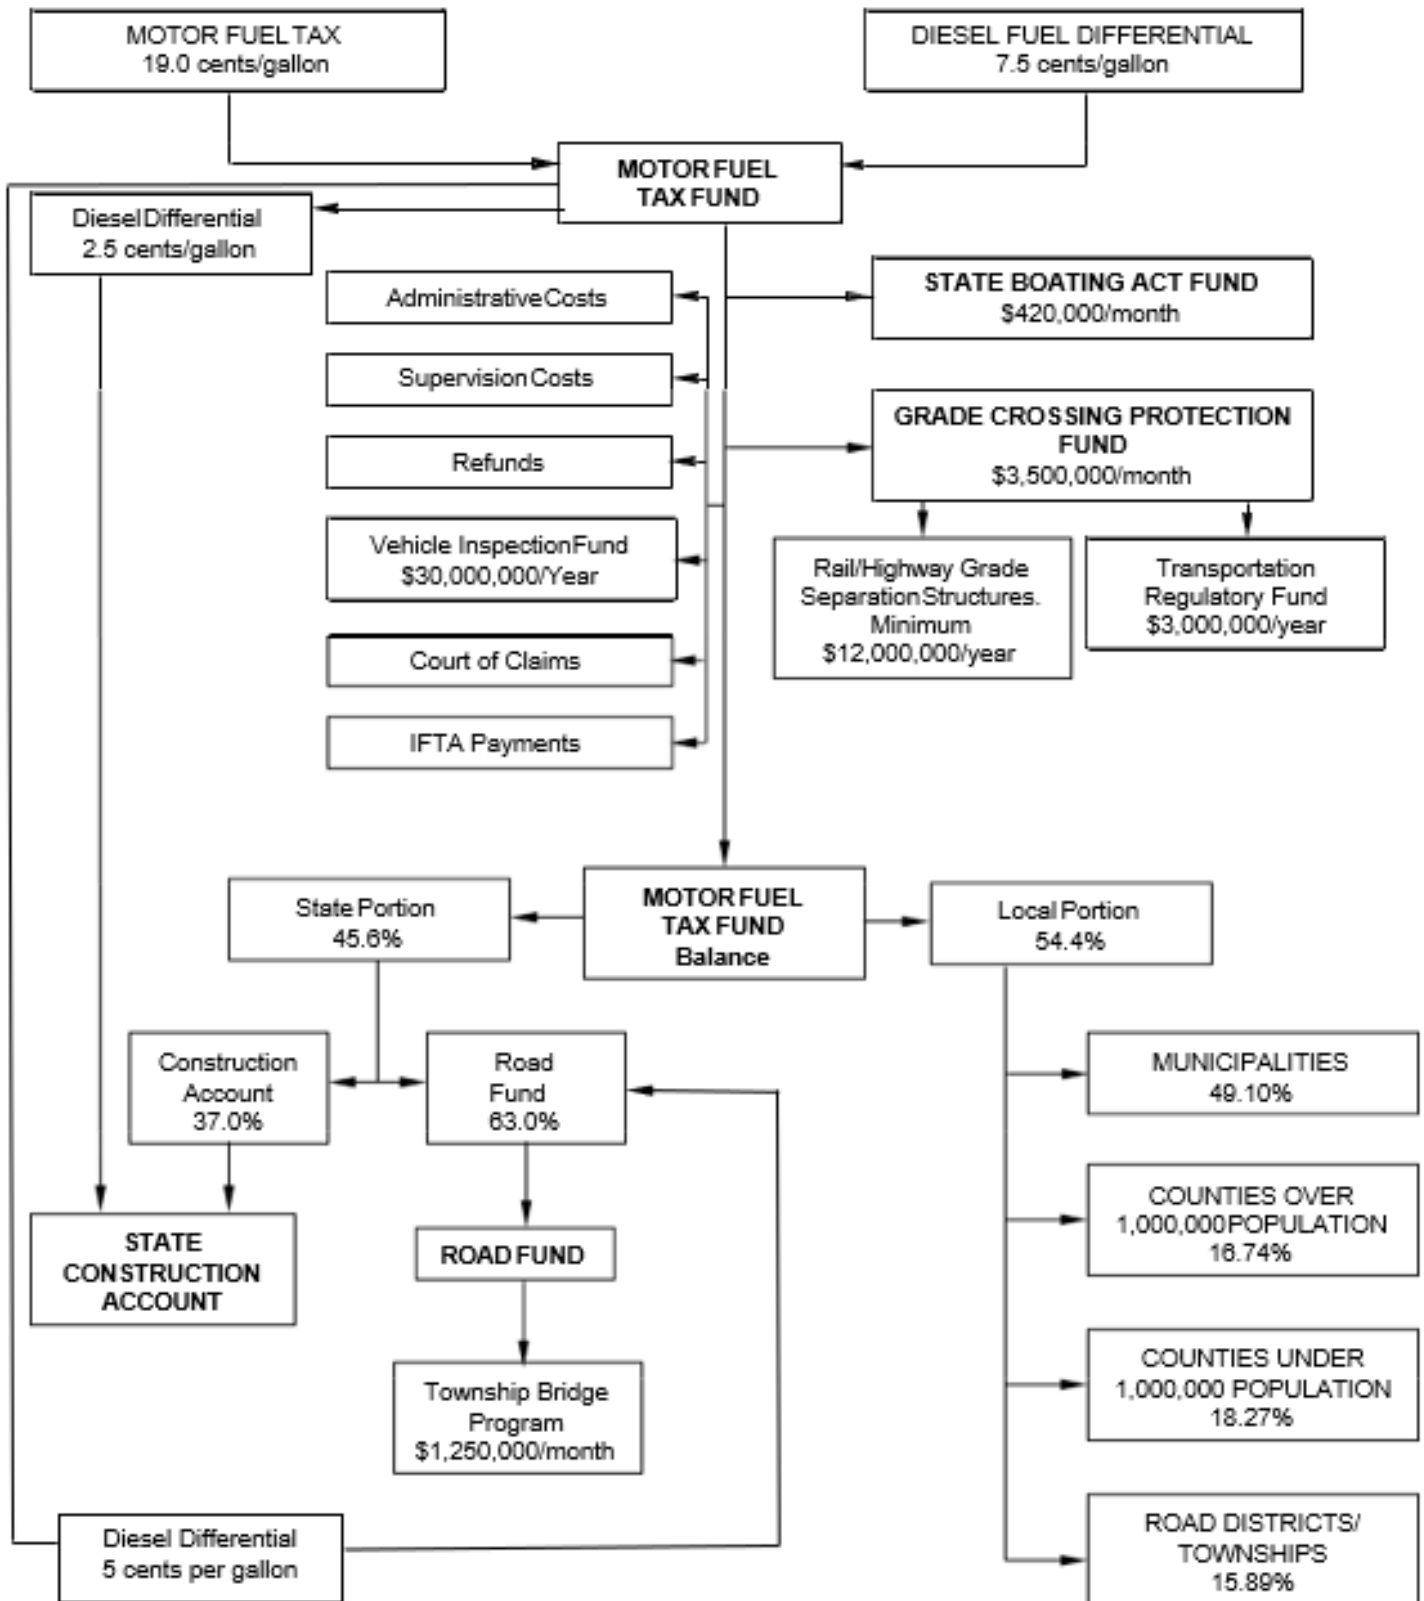 MOTOR FUEL TAX
19.0 cents/gallon
DIESEL FUEL DIFFERENTIAL
7.5 cents/gallon
MOTOR FUEL
TAX FUND
Diesel Differential
2.5 cents/gallon
Administrative Costs
STATE BOATING ACT FUND
$420,000/month
Supervision Costs
GRADE CROSSING PROTECTION
FUND
$3,500,000/month
Refunds
Vehicle Inspection Fund
$30,000,000/Year
Rail/Highway Grade
Separation Structures.
Minimum
$12,000,000/year
Transportation
Regulatory Fund
$3,000,000/year
Court of Claims
IFTA Payments
State Portion
45.6%
MOTOR FUEL
TAX FUND
Balance
Local Portion
54.4%
Construction
Account
37.0%
Road
Fund
63.0%
MUNICIPALITIES
49.10%
COUNTIES OVER
1,000,000 POPULATION
16.74%
STATE
CONSTRUCTION
ACCOUNT
ROAD FUND
COUNTIES UNDER
1,000,000 POPULATION
18.27%
Township Bridge
Program
$1,250,000/month
Diesel Differential
5 cents per gallon
ROAD DISTRICTS/
TOWNSHIPS
15.89%